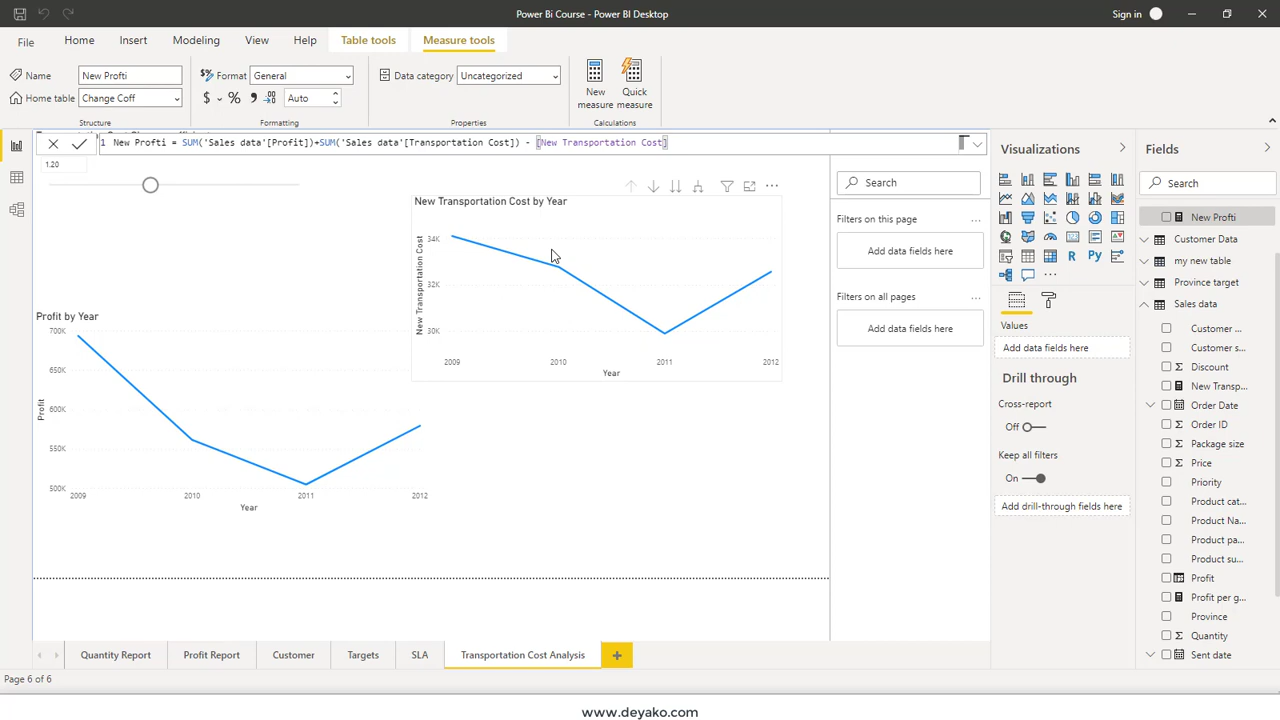 Power Bi Course - Power BI Desktop
Sign in
File
Home
Insert
Modeling
View
Help
Table tools
Measure tools
Name
New Profti
Home table
Change Coff
Structure
Format
General
$
%
Auto
Formatting
Data category
Uncategorized
Properties
New measure
Quick measure
Calculations
1 New Profti = SUM('Sales data'[Profit])+SUM('Sales data'[Transportation Cost]) - [New Transportation Cost]
1.20
New Transportation Cost by Year
New Transportation Cost
34K
32K
30K
2009
2010
2011
2012
Year
Profit by Year
Profit
700K
650K
600K
550K
500K
2009
2010
2011
2012
Year
Search
Filters on this page
Add data fields here
Filters on all pages
Add data fields here
Visualizations
R
Py
Values
Add data fields here
Drill through
Cross-report
Off
Keep all filters
On
Add drill-through fields here
Fields
Search
New Profti
Customer Data
my new table
Province target
Sales data
Customer ...
Customer s...
Discount
New Transp...
Order Date
Order ID
Package size
Price
Priority
Product cat...
Product Na...
Product pa...
Product su...
Profit
Profit per g...
Province
Quantity
Sent date
Quantity Report
Profit Report
Customer
Targets
SLA
Transportation Cost Analysis
Page 6 of 6
www.deyako.com